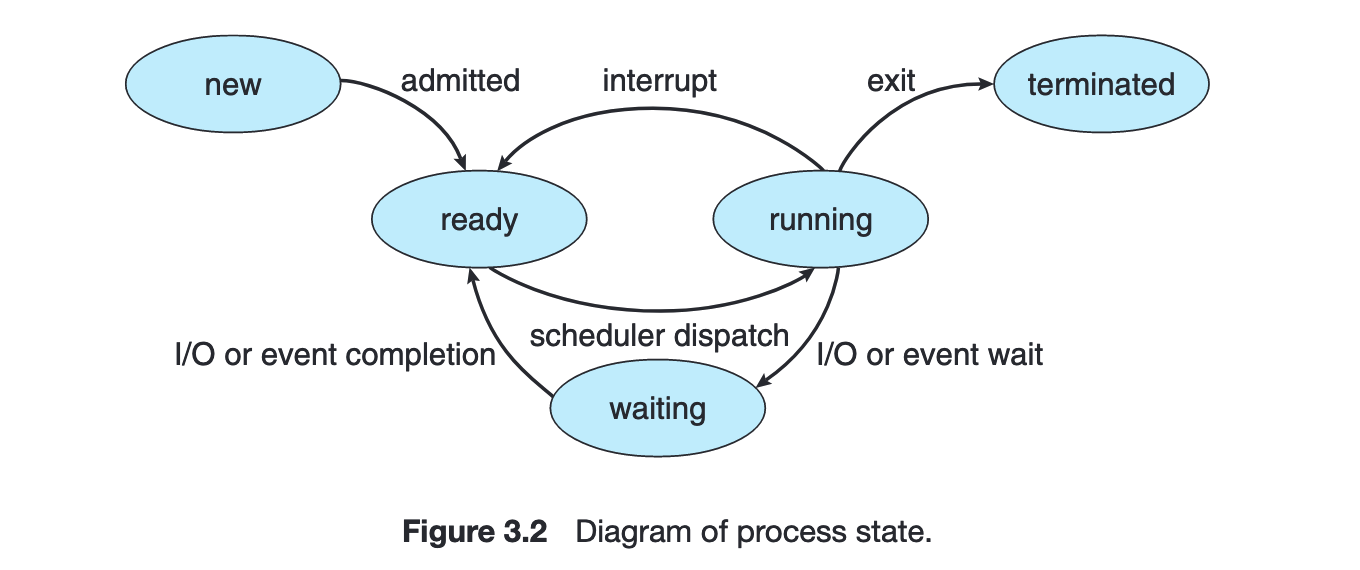 new
admitted
interrupt
exit
terminated
ready
running
scheduler dispatch
I/O or event completion
I/O or event wait
waiting
Figure 3.2 Diagram of process state.